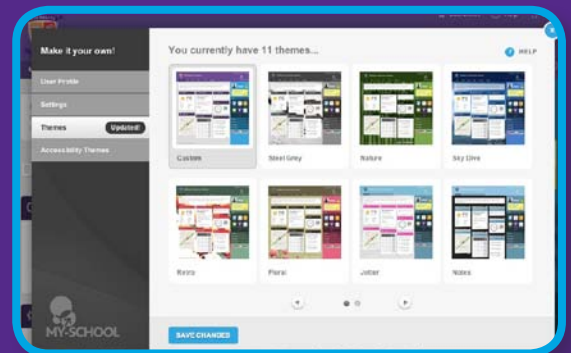 Make it your own!
User Profile
Settings
Themes Updated!
Accessibility Themes
MY-SCHOOL
You currently have 11 themes...
HELP
Custom
Steel Grey
Nature
Sky Dive
Retro
Floral
Jotter
Notes
SAVE CHANGES